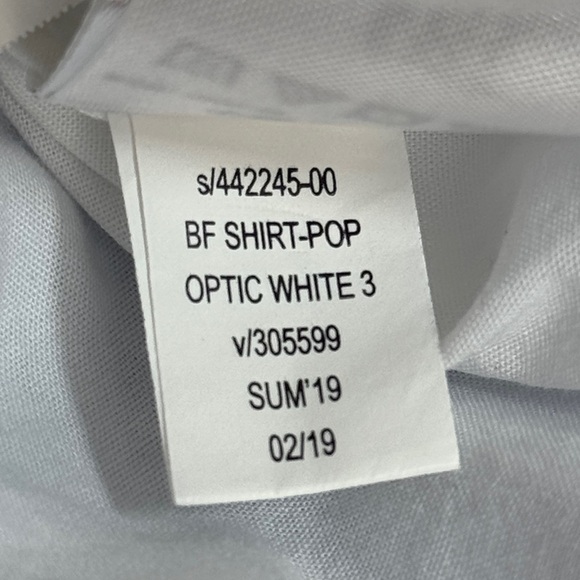 s/442245-00
BF SHIRT-POP
OPTIC WHITE 3
v/305599
SUM'19
02/19